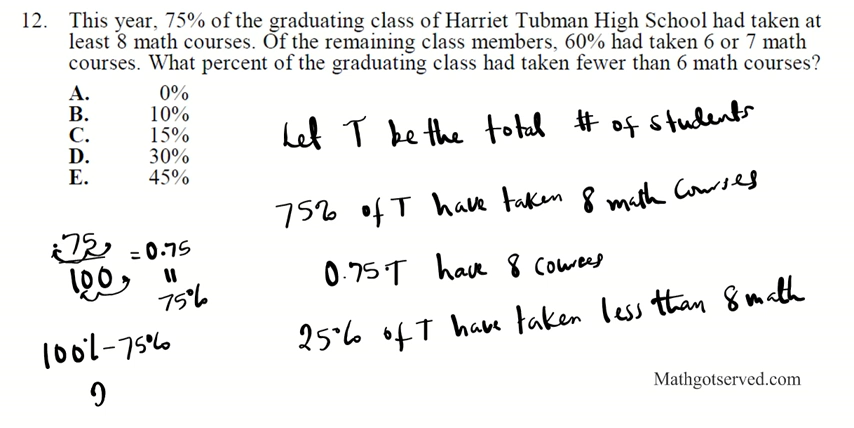 12. This year, 75% of the graduating class of Harriet Tubman High School had taken at
least 8 math courses. Of the remaining class members, 60% had taken 6 or 7 math
courses. What percent of the graduating class had taken fewer than 6 math courses?
A. 0%
B. 10%
C. 15%
D. 30%
E. 45%
Let T be the total # of students
75% of T have taken 8 math courses
0.75T have 8 courses
25% of T have taken less than 8 math
75
100
= 0.75
"
75%
100% - 75%
Mathgotserved.com